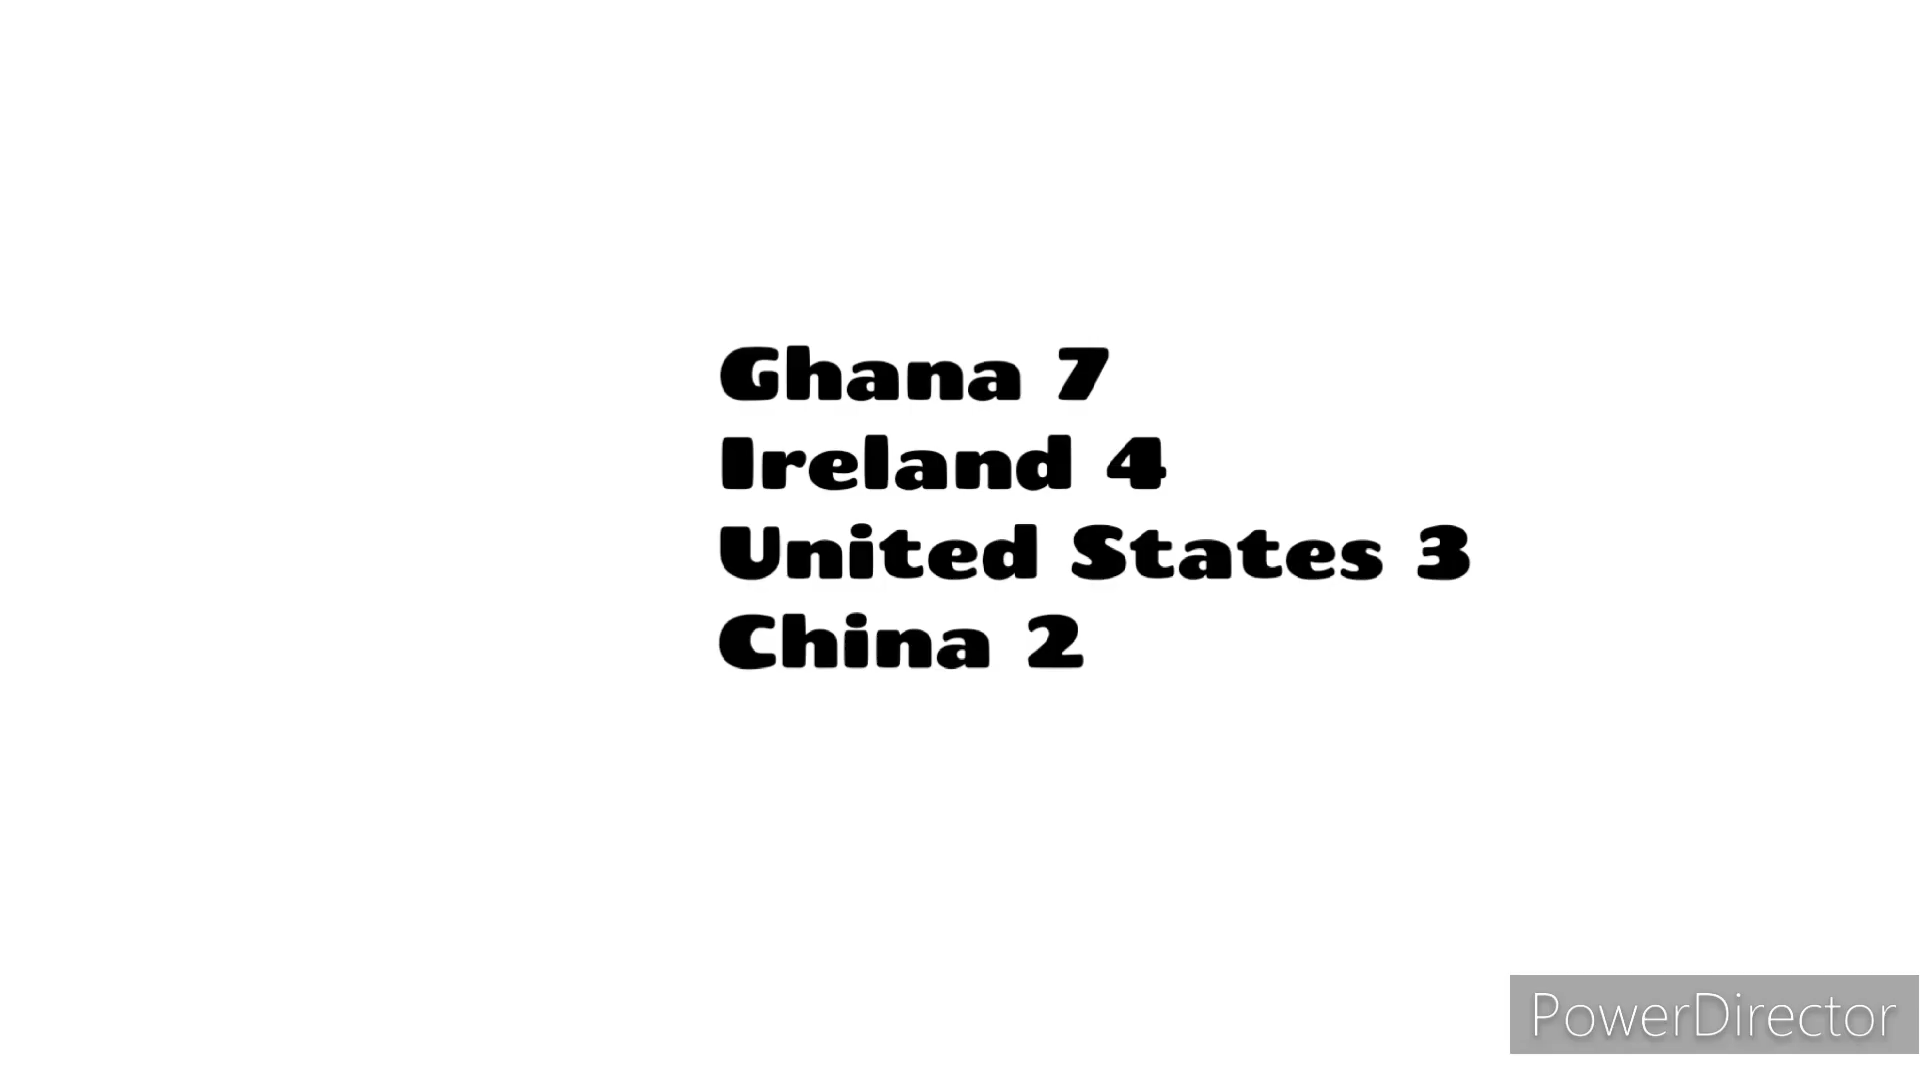 Ghana 7
Ireland 4
United States 3
China 2
PowerDirector